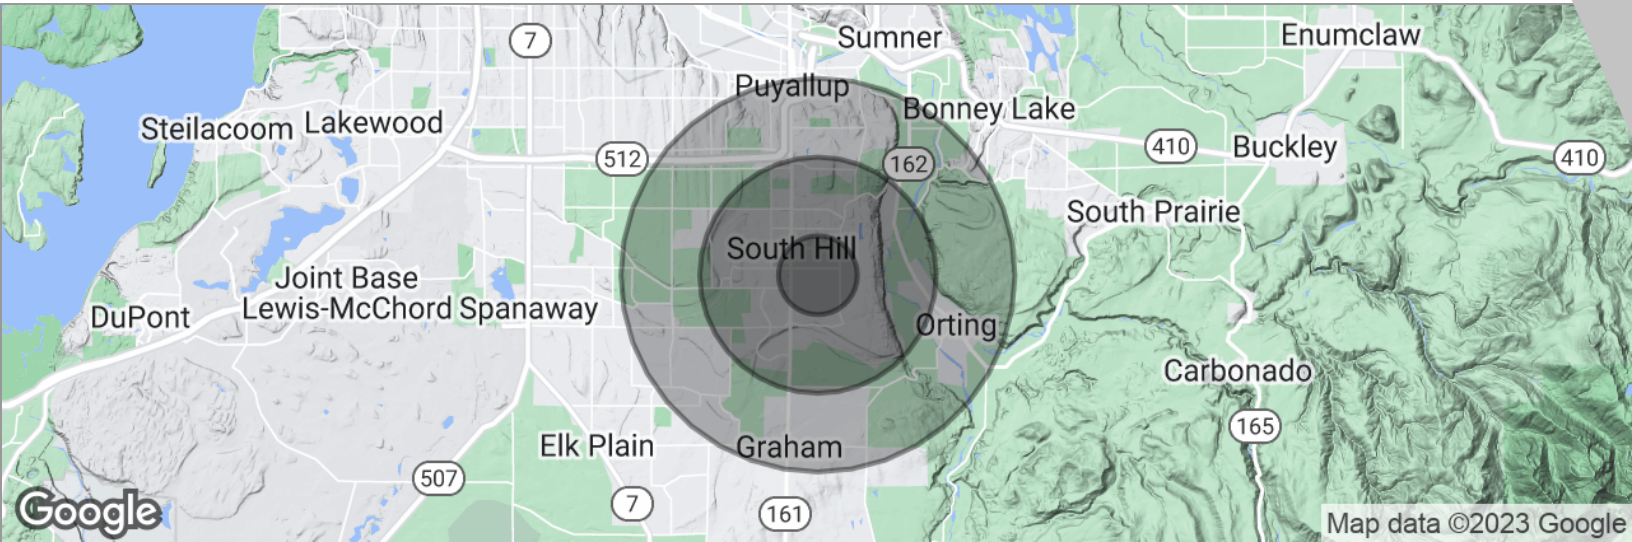 Enumclaw
Sumner
7
Puyallup
Bonney Lake
Steilacoom
Lakewood
512
162
410
Buckley
410
South Prairie
South Hill
Joint Base
Lewis-McChord
Spanaway
DuPont
Orting
Carbonado
165
Elk Plain
Graham
507
7
161
Google
Map data ©2023 Google